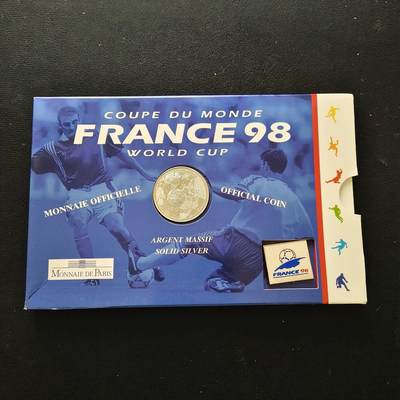 COUPE DU MONDE
FRANCE 98
WORLD CUP
MONNAIE OFFICIELLE
OFFICIAL COIN
ARGENT MASSIF
SOLID SILVER
MONNAIE DE PARIS
FRANCE 98